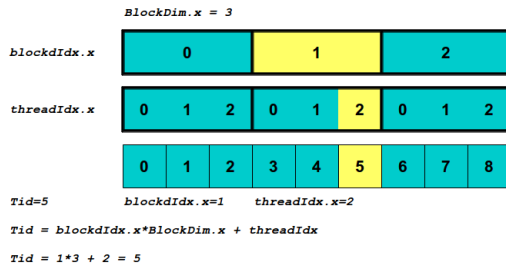 BlockDim.x = 3
blockdIdx.x 0 1 2
threadIdx.x 0 1 2 0 1 2 0 1 2
0 1 2 3 4 5 6 7 8
Tid=5 blockdIdx.x=1 threadIdx.x=2
Tid = blockdIdx.x*BlockDim.x + threadIdx
Tid = 1*3 + 2 = 5